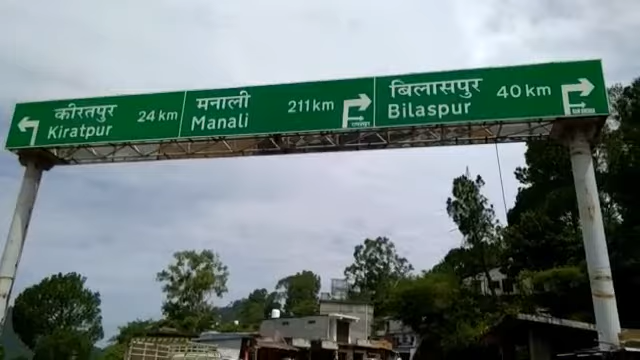 कीरतपुर
Kiratpur
24 km
मनाली
Manali
211 km
बिलासपुर
Bilaspur
40 km